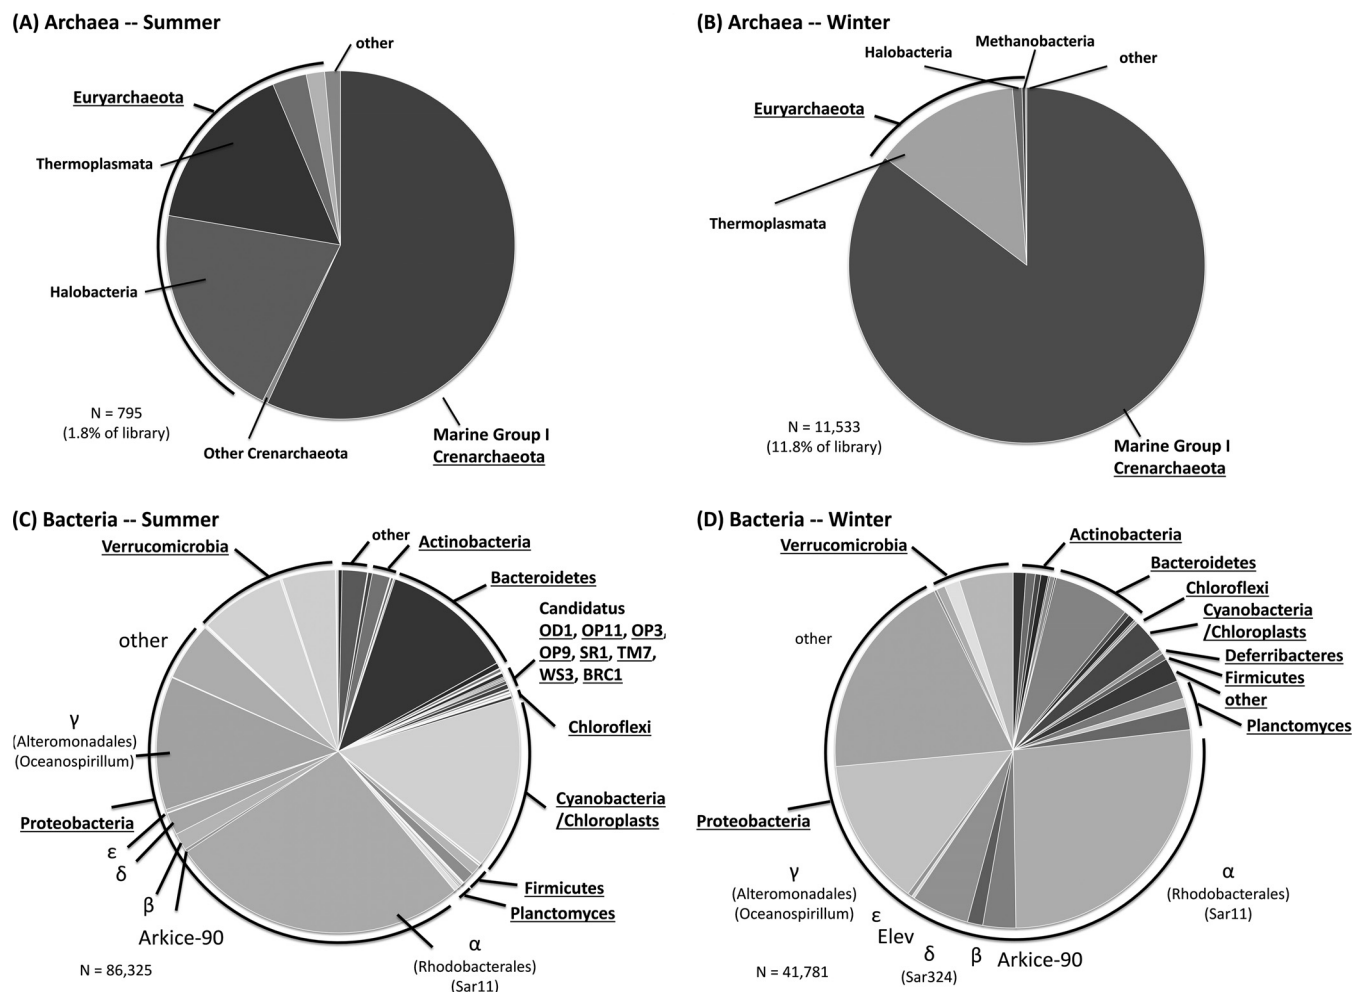 (A) Archaea -- Summer
other
Euryarchaeota
Thermoplasmata
Halobacteria
N = 795
(1.8% of library)
Other Crenarchaeota
Marine Group I
Crenarchaeota
(B) Archaea -- Winter
Methanobacteria
Halobacteria
other
Euryarchaeota
Thermoplasmata
N = 11,533
(11.8% of library)
Marine Group I
Crenarchaeota
(C) Bacteria -- Summer
Verrucomicrobia
other
Actinobacteria
Bacteroidetes
Candidatus
OD1, OP11, OP3,
OP9, SR1, TM7,
WS3, BRC1
Chloroflexi
Cyanobacteria
/Chloroplasts
Firmicutes
Planctomyces
α
(Rhodobacterales)
(Sar11)
Arkice-90
β
δ
ε
Proteobacteria
γ
(Alteromonadales)
(Oceanospirillum)
other
N = 86,325
(D) Bacteria -- Winter
Verrucomicrobia
Actinobacteria
Bacteroidetes
Chloroflexi
Cyanobacteria
/Chloroplasts
Deferribacteres
Firmicutes
other
Planctomyces
α
(Rhodobacterales)
(Sar11)
Arkice-90
β
δ
(Sar324)
Elev
ε
γ
(Alteromonadales)
(Oceanospirillum)
Proteobacteria
other
N = 41,781